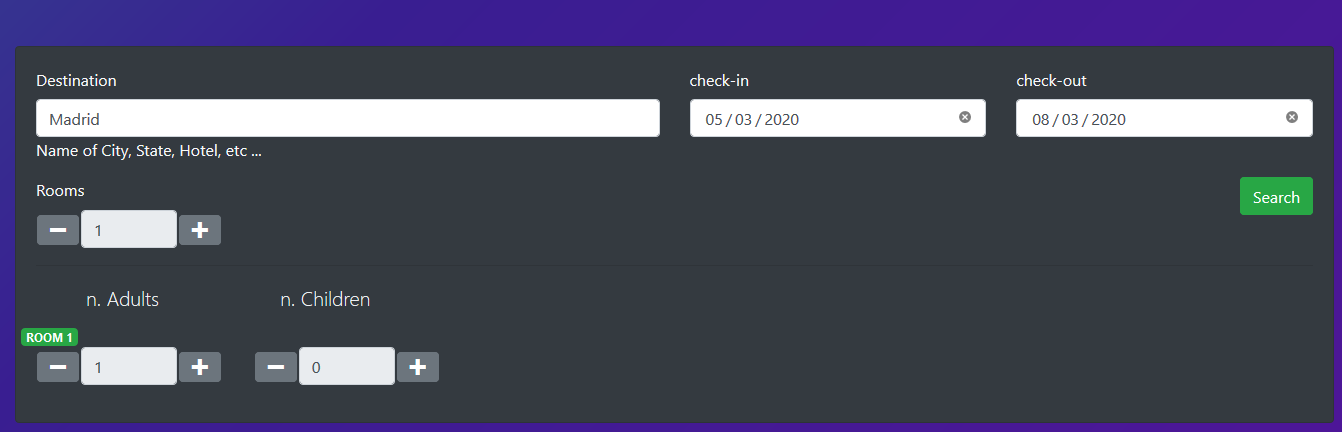 Destination check-in check-out
Madrid 05 / 03 / 2020 08 / 03 / 2020
Name of City, State, Hotel, etc ...
Rooms
Search
1
n. Adults n. Children
ROOM 1
1 0